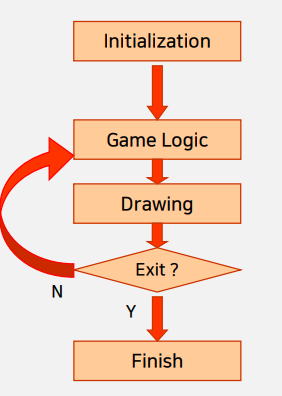 Initialization
Game Logic
Drawing
Exit ?
N
Y
Finish